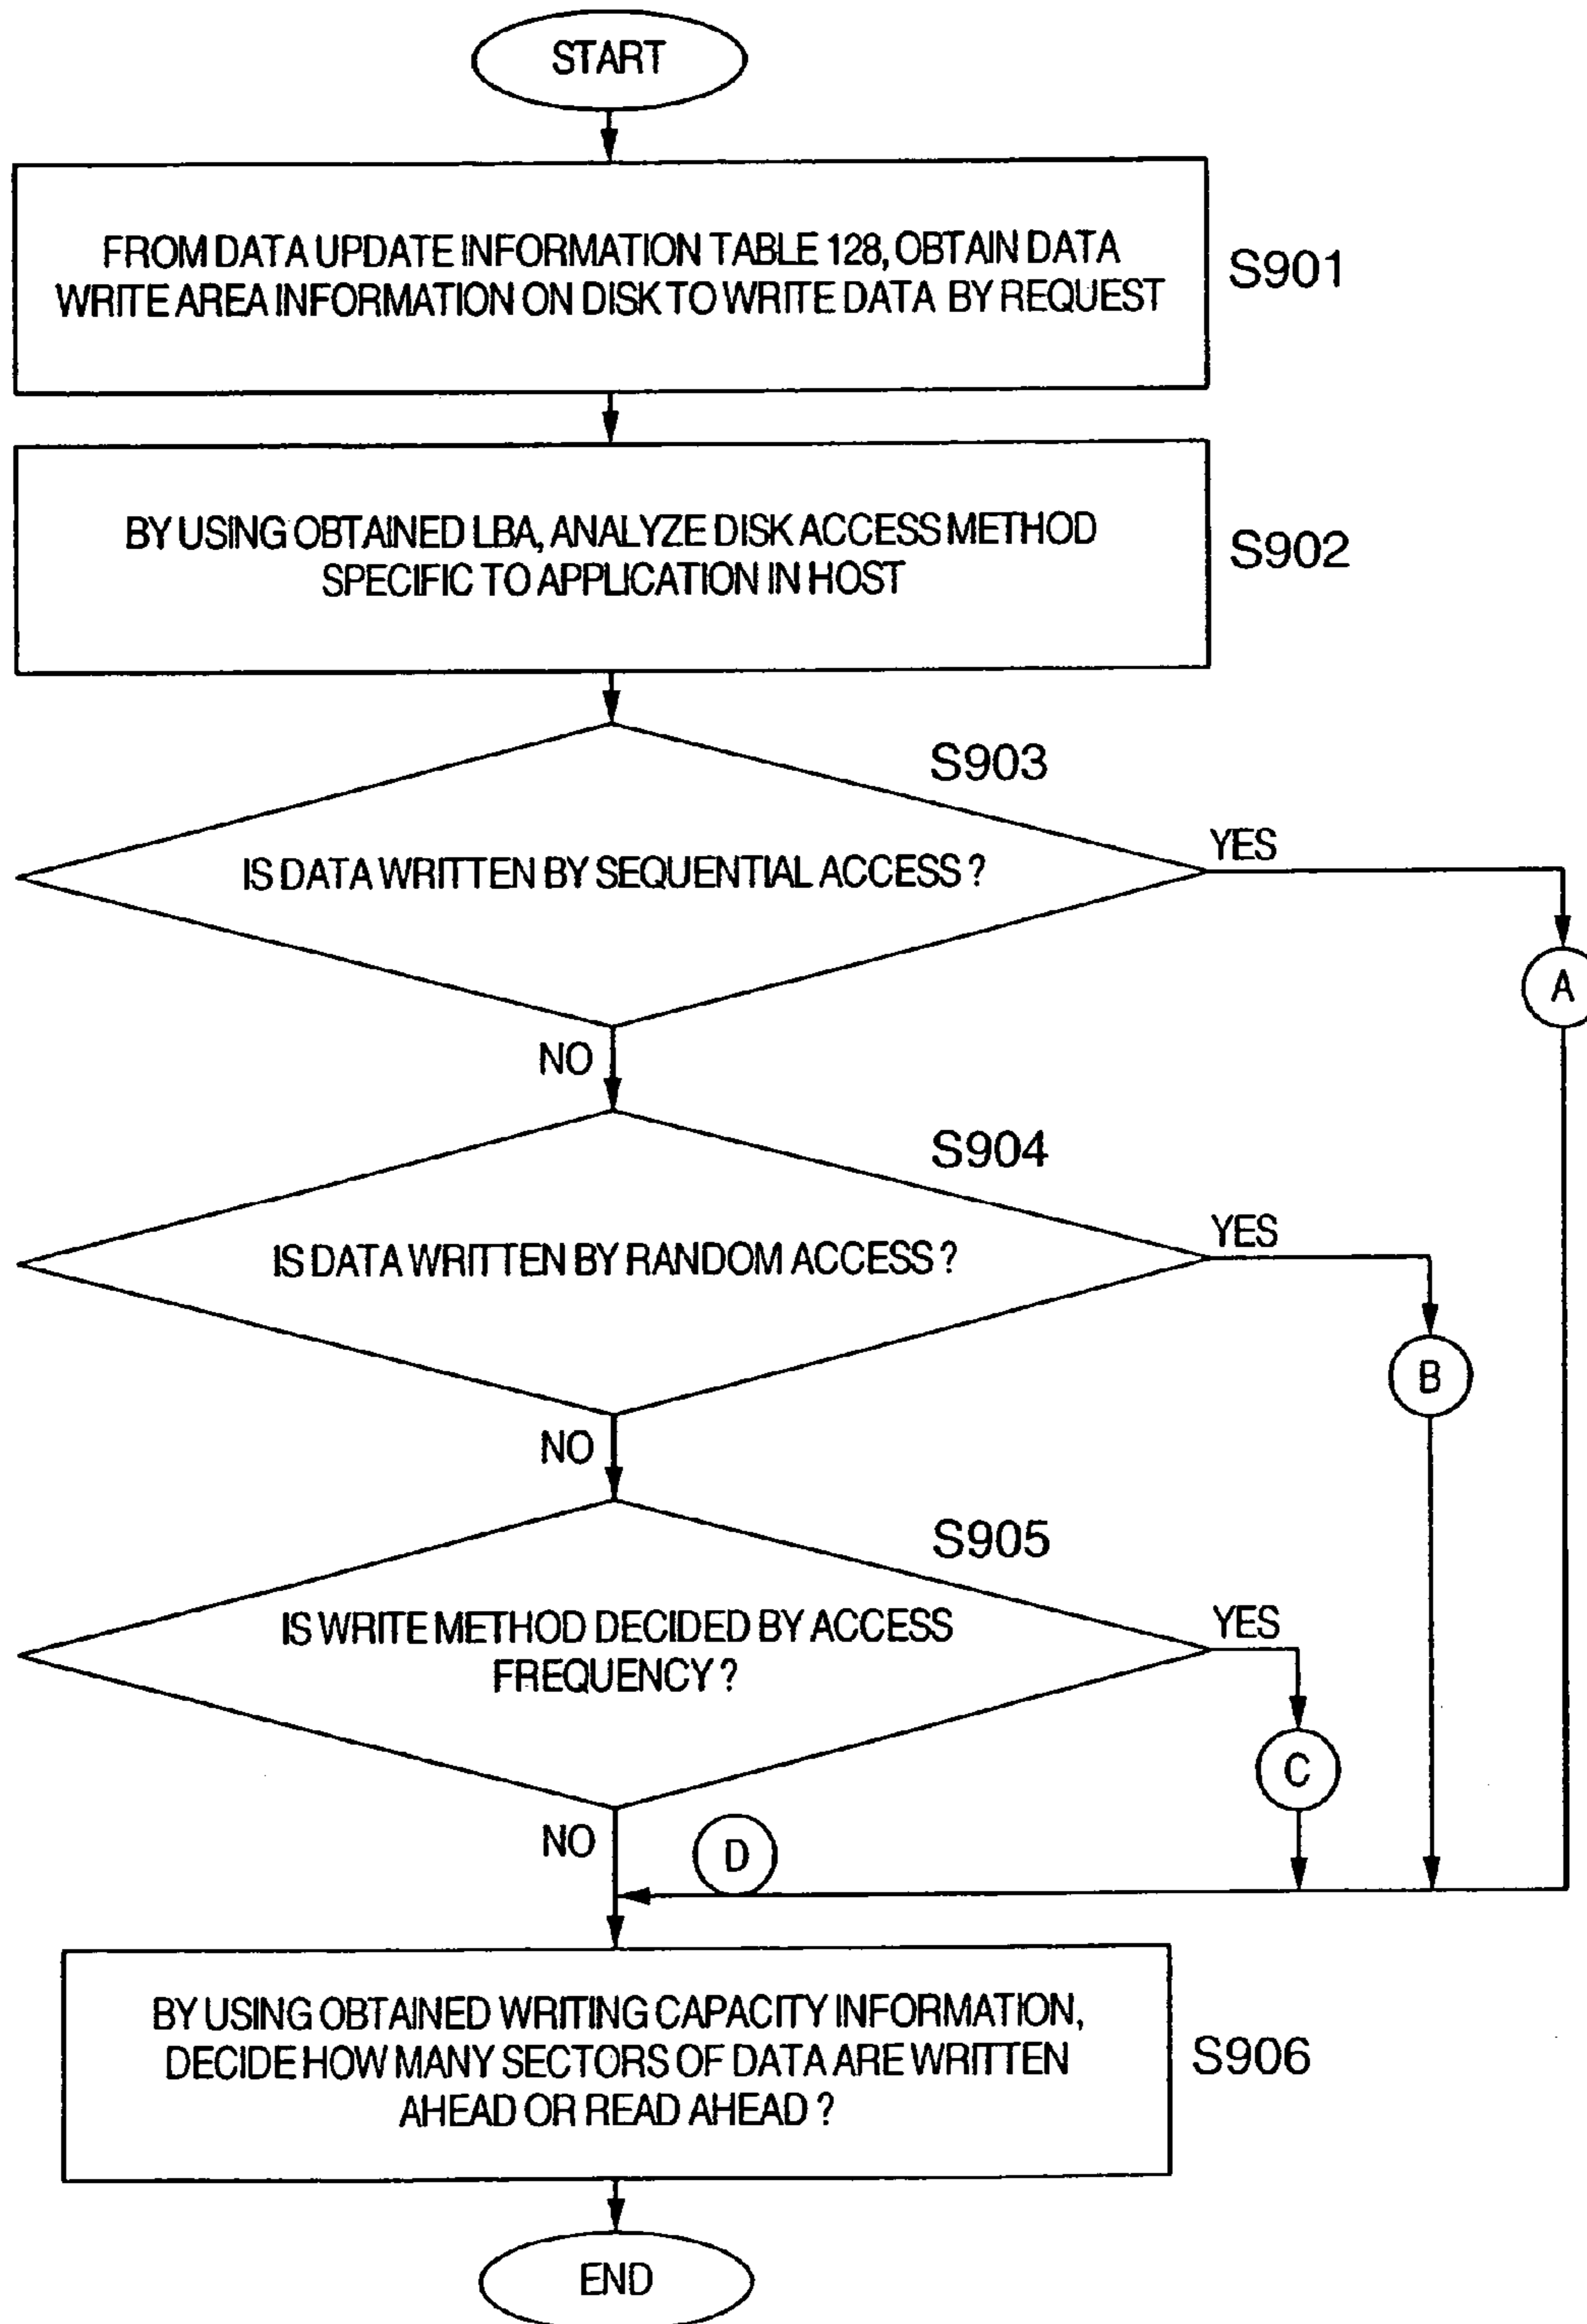 START
FROM DATA UPDATE INFORMATION TABLE 128, OBTAIN DATA
WRITE AREA INFORMATION ON DISK TO WRITE DATA BY REQUEST
S901
BY USING OBTAINED LBA, ANALYZE DISK ACCESS METHOD
SPECIFIC TO APPLICATION IN HOST
S902
S903
IS DATA WRITTEN BY SEQUENTIAL ACCESS ?
YES
A
NO
S904
IS DATA WRITTEN BY RANDOM ACCESS ?
YES
B
NO
S905
IS WRITE METHOD DECIDED BY ACCESS
FREQUENCY ?
YES
C
NO
D
BY USING OBTAINED WRITING CAPACITY INFORMATION,
DECIDE HOW MANY SECTORS OF DATA ARE WRITTEN
AHEAD OR READ AHEAD ?
S906
END